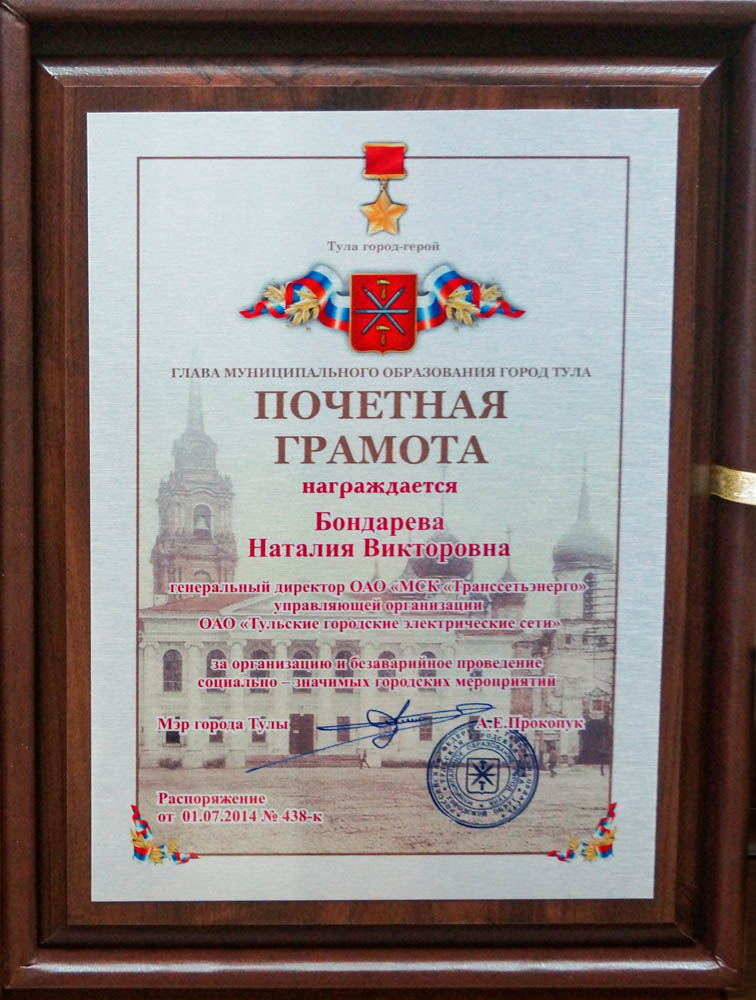 Тула город-герой
ГЛАВА МУНИЦИПАЛЬНОГО ОБРАЗОВАНИЯ ГОРОД ТУЛА
ПОЧЕТНАЯ
ГРАМОТА
награждается
Бондарева
Наталия Викторовна
генеральный директор ОАО «МСК «Транссетьэнерго»
управляющей организации
ОАО «Тульские городские электрические сети»
за организацию и безаварийное проведение
социально – значимых городских мероприятий
Мэр города Тулы А.Е.Прокопук
Распоряжение
от 01.07.2014 № 438-к